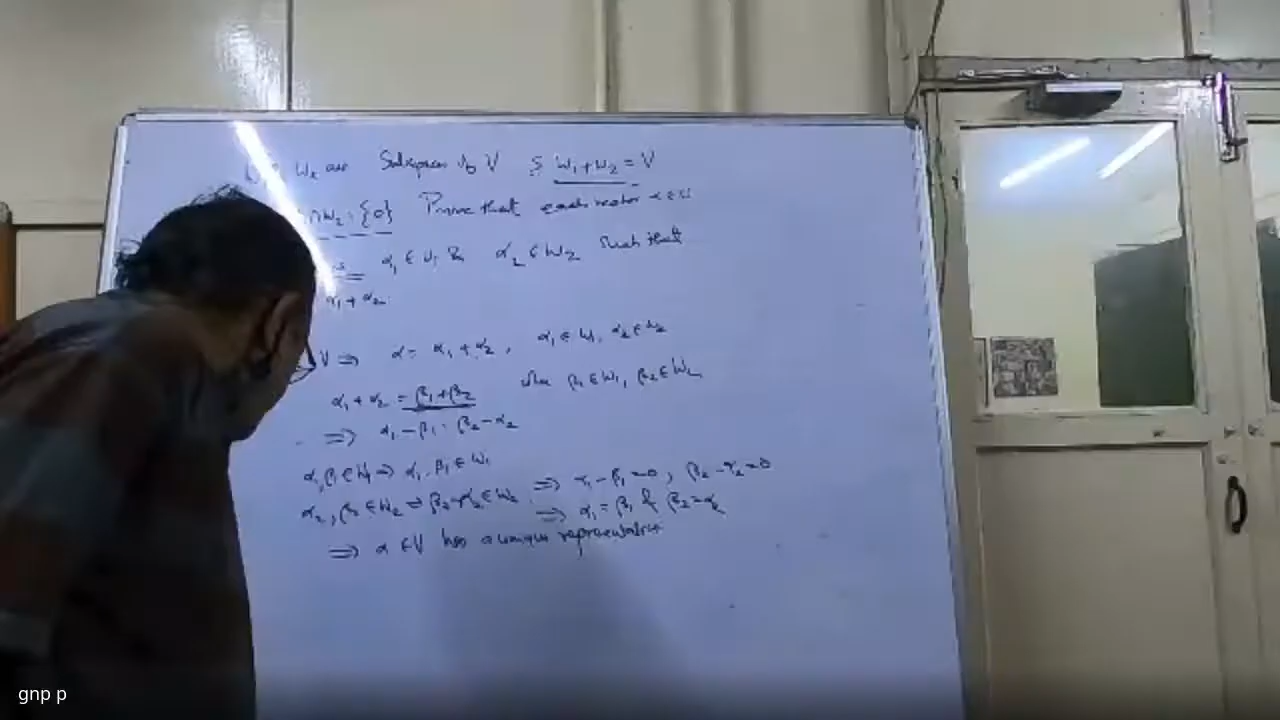 W₂ are Subspaces of V ∋ W₁+W₂ = V
∩W₂ = {0} Prove that each vector α ∈
α₁ ∈ W₁ & α₂ ∈ W₂ such that
α₁ + α₂.
V ⇒ α = α₁ + α₂, α₁ ∈ W₁, α₂ ∈ W₂
α₁ + α₂ = β₁+β₂ β₁ ∈ W₁, β₂ ∈ W₂
⇒ α₁ - β₁ = β₂ - α₂
α₁, β₁ ∈ W₁ ⇒ α₁ - β₁ ∈ W₁
α₂, β₂ ∈ W₂ ⇒ β₂ - α₂ ∈ W₂ ⇒ α₁ - β₁ = 0, β₂ - α₂ = 0
⇒ α₁ = β₁ & β₂ = α₂
⇒ α ∈ V has a unique
gnp p